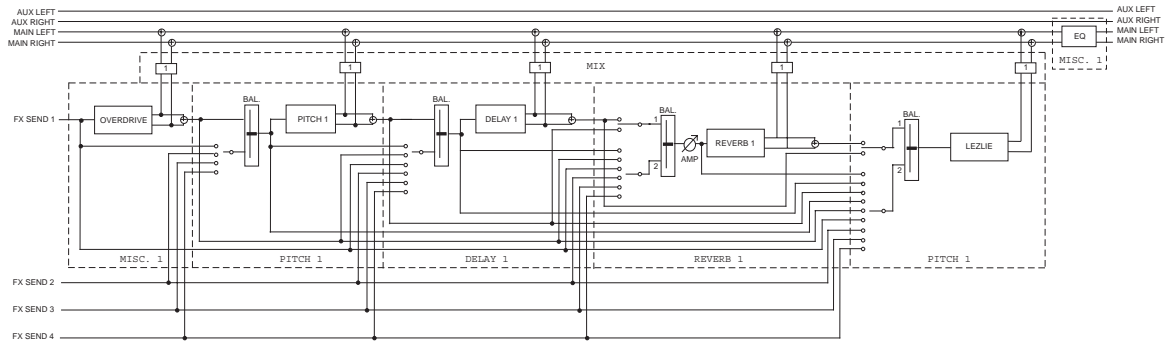 AUX LEFT
AUX LEFT
AUX RIGHT
AUX RIGHT
MAIN LEFT
MAIN LEFT
MAIN RIGHT
MAIN RIGHT
EQ
MISC. 1
MIX
1
1
1
1
1
FX SEND 1
OVERDRIVE
BAL.
PITCH 1
BAL.
DELAY 1
BAL.
1
2
AMP
REVERB 1
BAL.
1
2
LEZLIE
MISC. 1
PITCH 1
DELAY 1
REVERB 1
PITCH 1
FX SEND 2
FX SEND 3
FX SEND 4